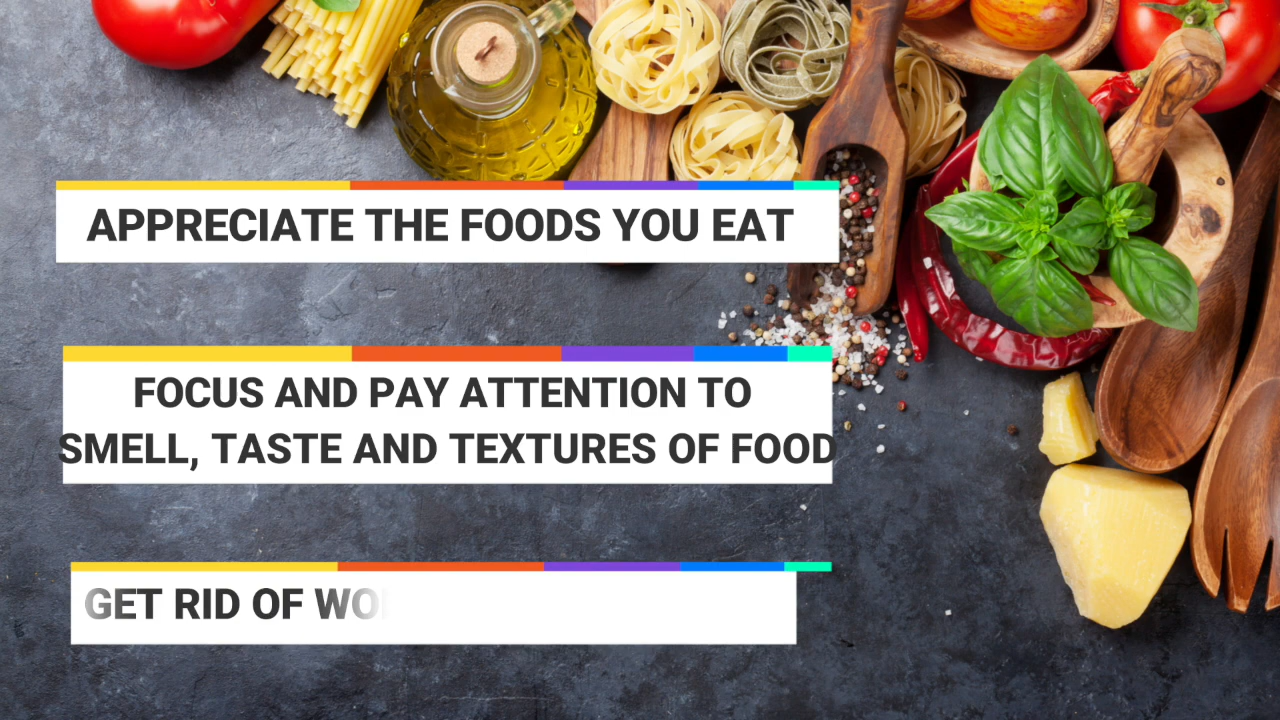 APPRECIATE THE FOODS YOU EAT
FOCUS AND PAY ATTENTION TO
SMELL, TASTE AND TEXTURES OF FOOD
GET RID OF